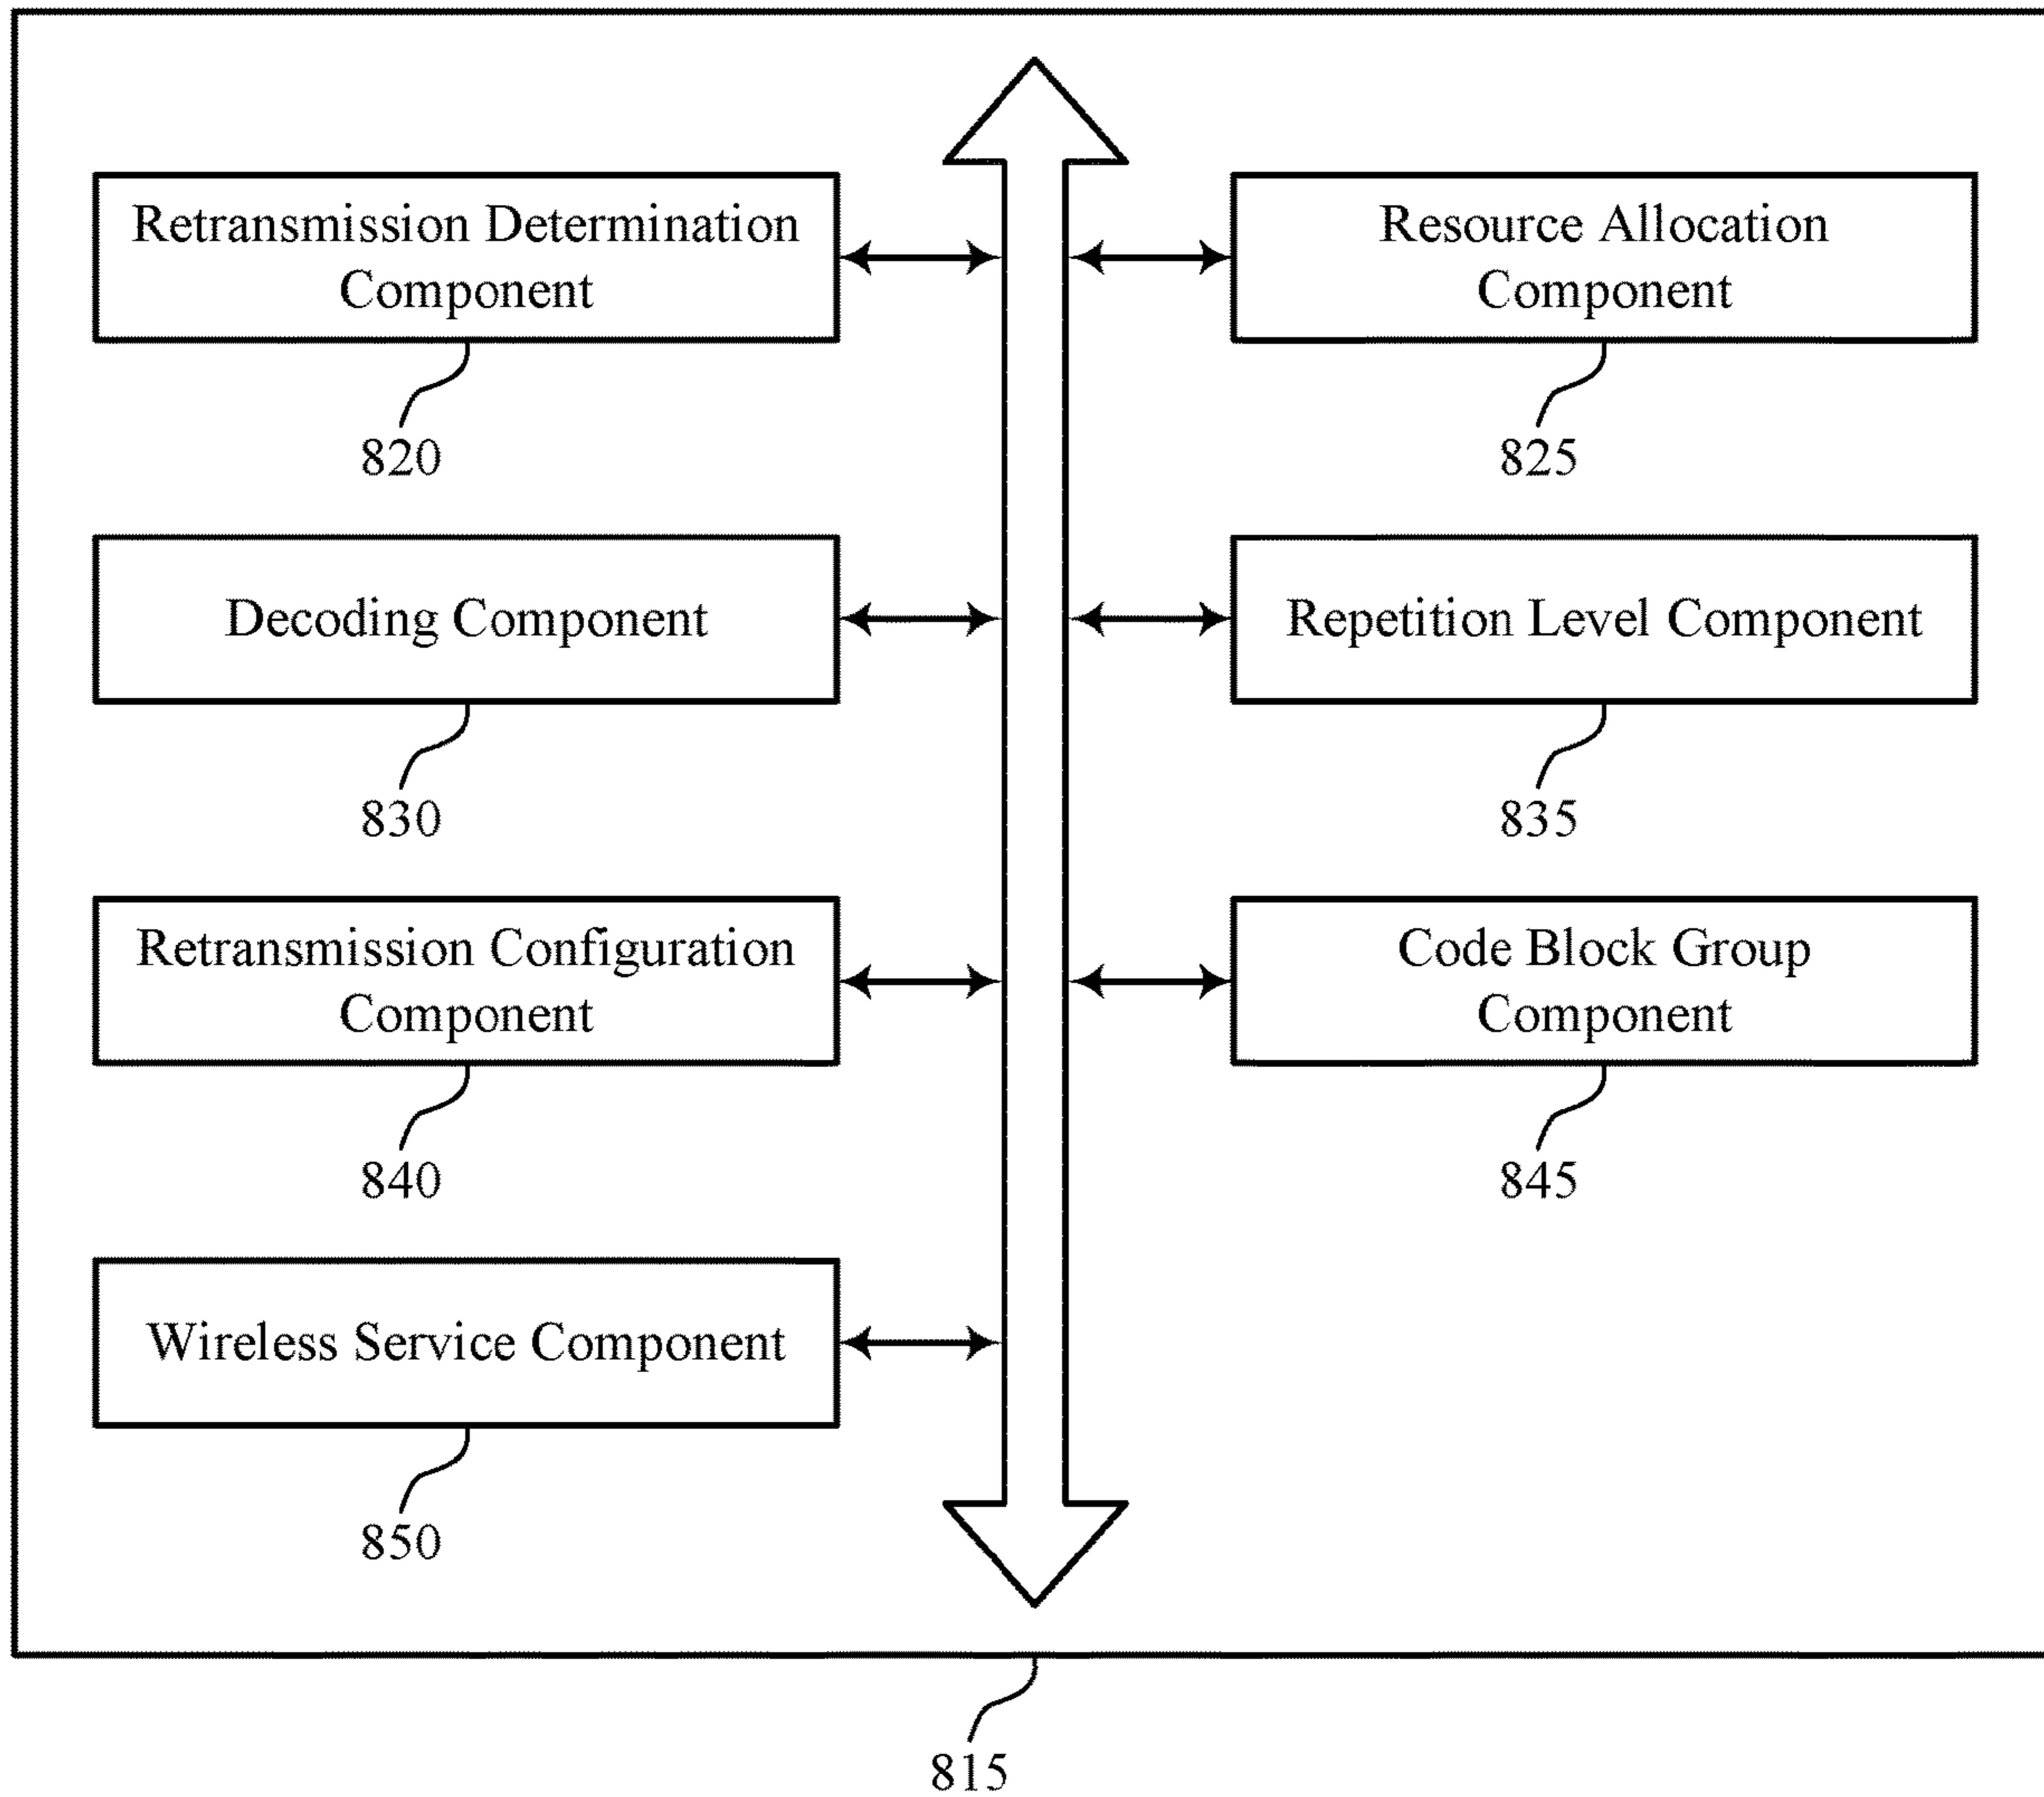 Retransmission Determination
Component
820
Resource Allocation
Component
825
Decoding Component
830
Repetition Level Component
835
Retransmission Configuration
Component
840
Code Block Group
Component
845
Wireless Service Component
850
815